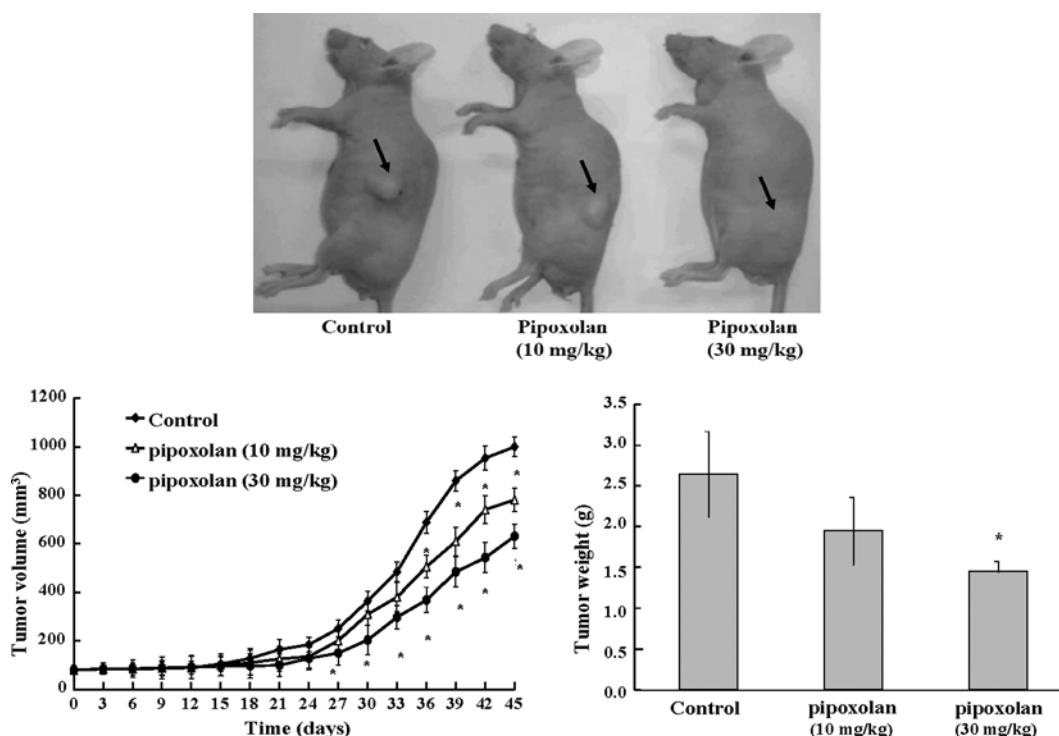 Control
Pipoxolan
(10 mg/kg)
Pipoxolan
(30 mg/kg)
Tumor volume (mm³)
1200
1000
800
600
400
200
0
Control
pipoxolan (10 mg/kg)
pipoxolan (30 mg/kg)
* * * *
* * * * * * *
0 3 6 9 12 15 18 21 24 27 30 33 36 39 42 45
Time (days)
Tumor weight (g)
3.5
3.0
2.5
2.0
1.5
1.0
0.5
0.0
*
Control
pipoxolan
(10 mg/kg)
pipoxolan
(30 mg/kg)